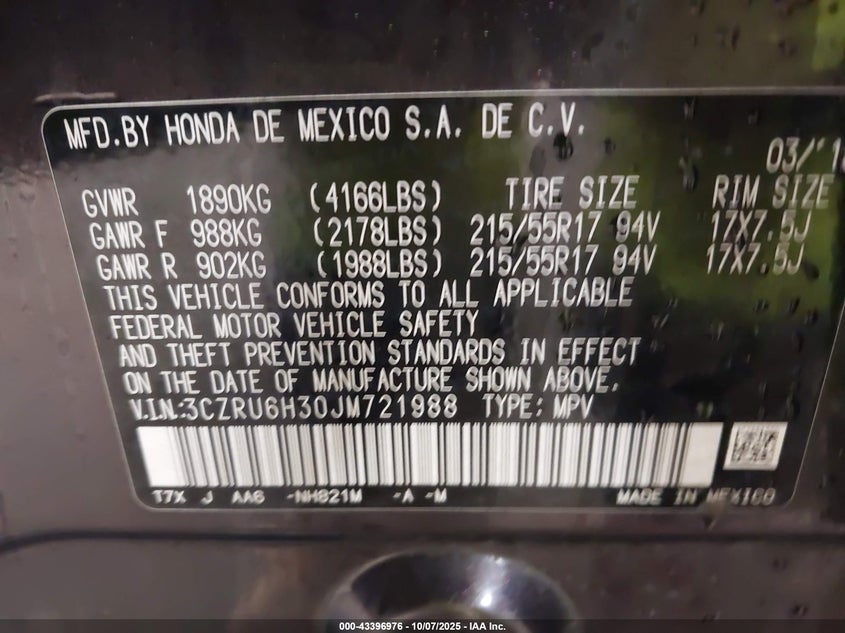 MFD.BY HONDA DE MEXICO S.A. DE C.V.
03/'18
GVWR 1890KG (4166LBS) TIRE SIZE RIM SIZE
GAWR F 988KG (2178LBS) 215/55R17 94V 17X7.5J
GAWR R 902KG (1988LBS) 215/55R17 94V 17X7.5J
THIS VEHICLE CONFORMS TO ALL APPLICABLE
FEDERAL MOTOR VEHICLE SAFETY
AND THEFT PREVENTION STANDARDS IN EFFECT
ON THE DATE OF MANUFACTURE SHOWN ABOVE.
V.I.N.:3CZRU6H30JM721988 TYPE: MPV
T7X J AA6 -NH821M -A -M MADE IN MEXICO
000-43396976 - 10/07/2025 - IAA Inc.